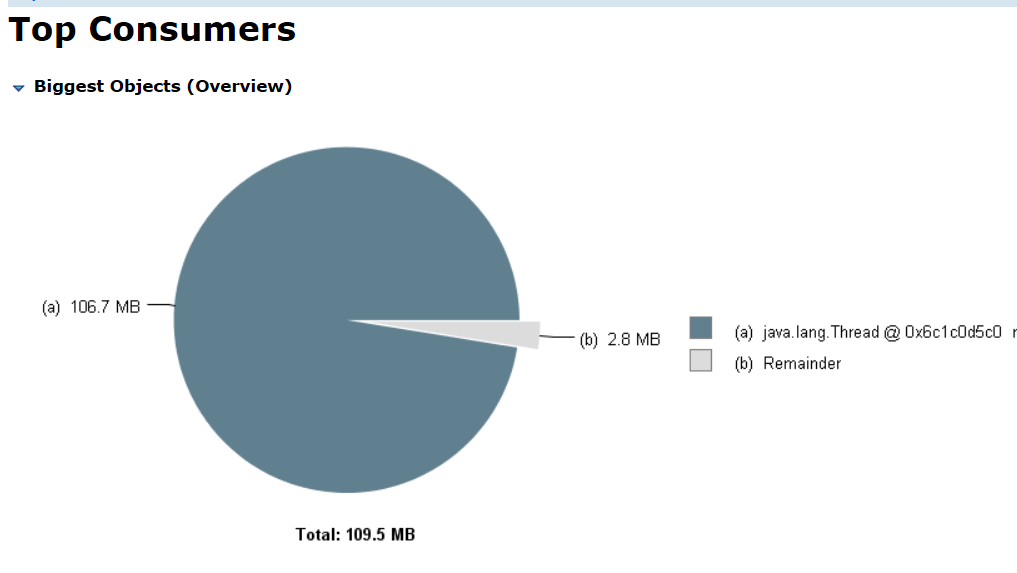 Top Consumers
Biggest Objects (Overview)
(a) 106.7 MB
(b) 2.8 MB
(a) java.lang.Thread @ 0x6c1c0d5c0
(b) Remainder
Total: 109.5 MB